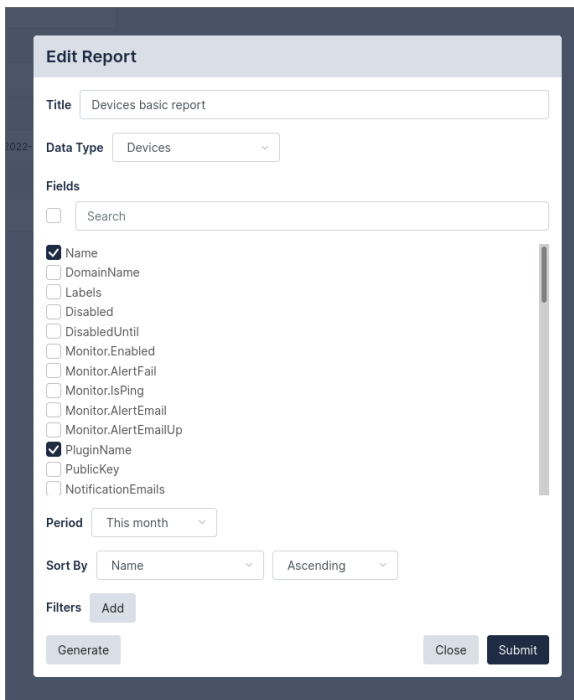 Edit Report
Title Devices basic report
2022-
Data Type Devices
Fields
Search
Name
DomainName
Labels
Disabled
DisabledUntil
Monitor.Enabled
Monitor.AlertFail
Monitor.IsPing
Monitor.AlertEmail
Monitor.AlertEmailUp
PluginName
PublicKey
NotificationEmails
Period This month
Sort By Name Ascending
Filters Add
Generate Close Submit